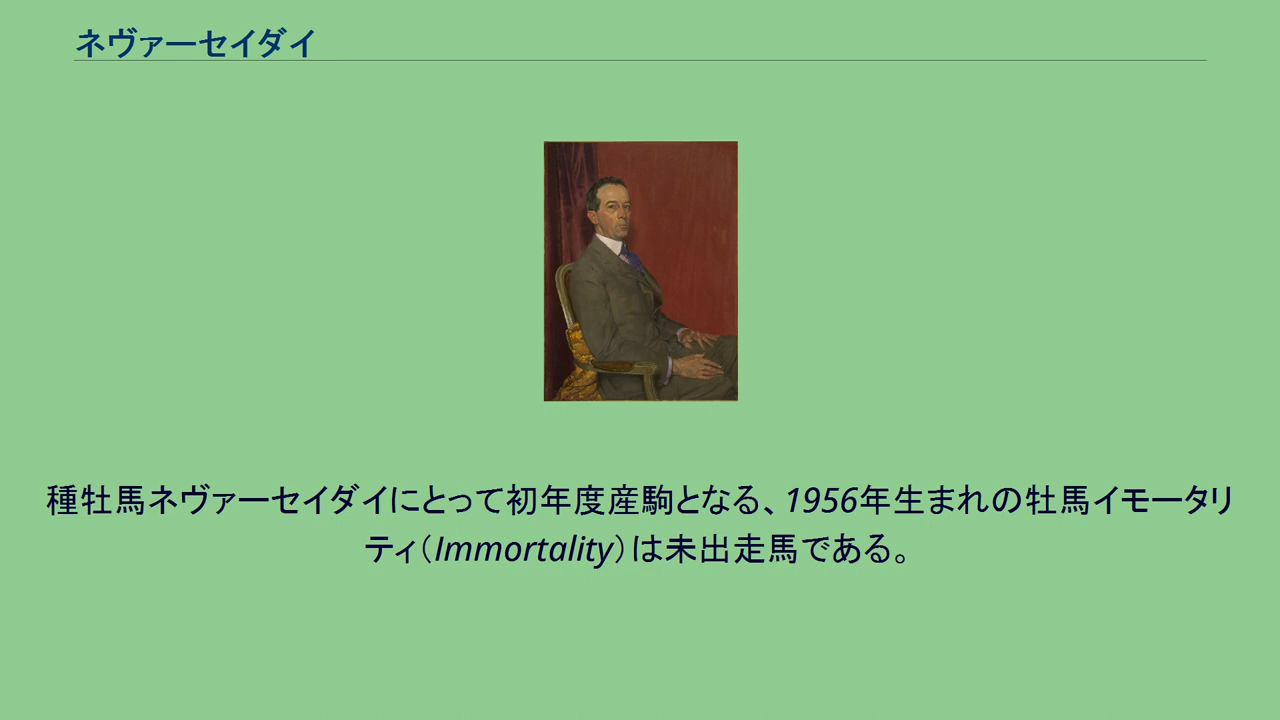 ネヴァーセイダイ
種牡馬ネヴァーセイダイにとって初年度産駒となる、1956年生まれの牡馬イモータリ
ティ（Immortality）は未出走馬である。